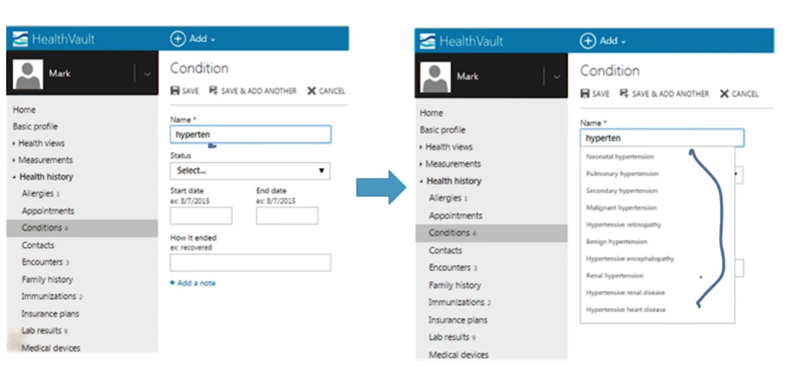 HealthVault
Add
Mark
Home
Basic profile
Health views
Measurements
Health history
Allergies 1
Appointments
Conditions 4
Contacts
Encounters 3
Family history
Immunizations 2
Insurance plans
Lab results 9
Medical devices
Condition
SAVE SAVE & ADD ANOTHER CANCEL
Name *
hyperten
Status
Select...
Start date End date
ex: 8/7/2015 ex: 8/7/2015
How it ended
ex: recovered
+ Add a note
HealthVault
Add
Mark
Home
Basic profile
Health views
Measurements
Health history
Allergies 1
Appointments
Conditions 4
Contacts
Encounters 3
Family history
Immunizations 2
Insurance plans
Lab results 9
Medical devices
Condition
SAVE SAVE & ADD ANOTHER CANCEL
Name *
hyperten
Neonatal hypertension
Pulmonary hypertension
Secondary hypertension
Malignant hypertension
Hypertensive retinopathy
Benign hypertension
Hypertensive encephalopathy
Renal hypertension
Hypertensive renal disease
Hypertensive heart disease